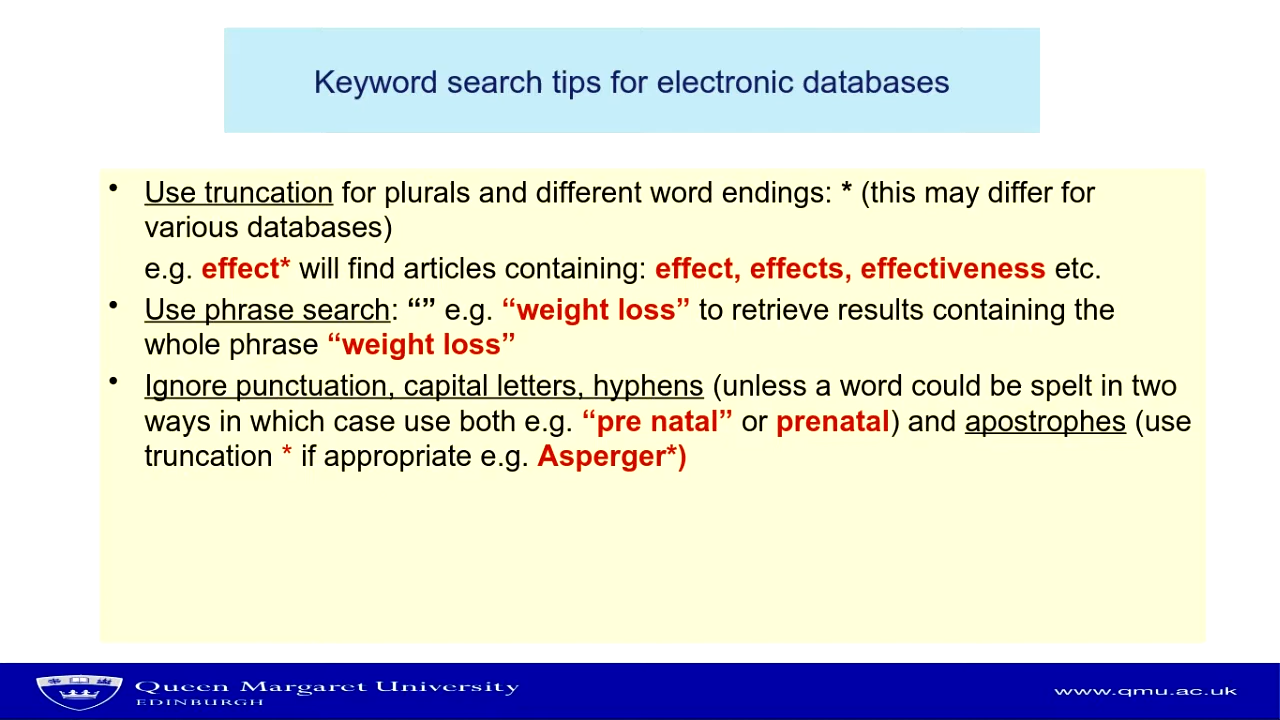 Keyword search tips for electronic databases
• Use truncation for plurals and different word endings: * (this may differ for
various databases)
e.g. effect* will find articles containing: effect, effects, effectiveness etc.
• Use phrase search: “” e.g. “weight loss” to retrieve results containing the
whole phrase “weight loss”
• Ignore punctuation, capital letters, hyphens (unless a word could be spelt in two
ways in which case use both e.g. “pre natal” or prenatal) and apostrophes (use
truncation * if appropriate e.g. Asperger*)
Queen Margaret University
EDINBURGH
www.qmu.ac.uk